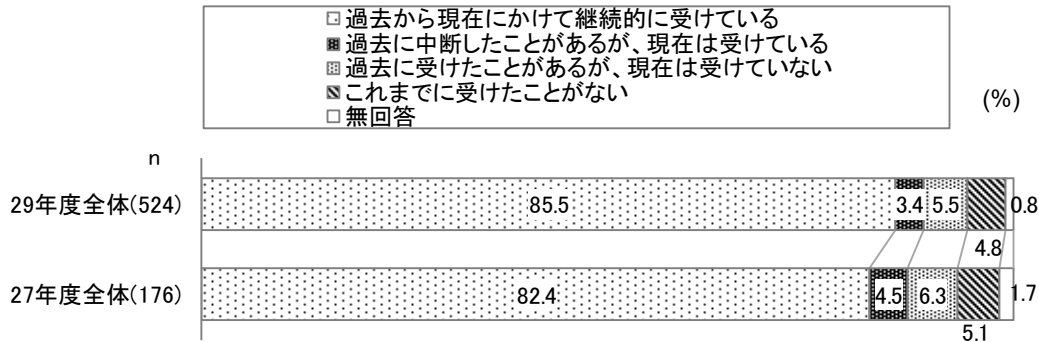 過去から現在にかけて継続的に受けている
過去に中断したことがあるが、現在は受けている
過去に受けたことがあるが、現在は受けていない
これまでに受けたことがない
無回答
(%)
n
29年度全体(524)
85.5
3.4
5.5
4.8
0.8
27年度全体(176)
82.4
4.5
6.3
5.1
1.7